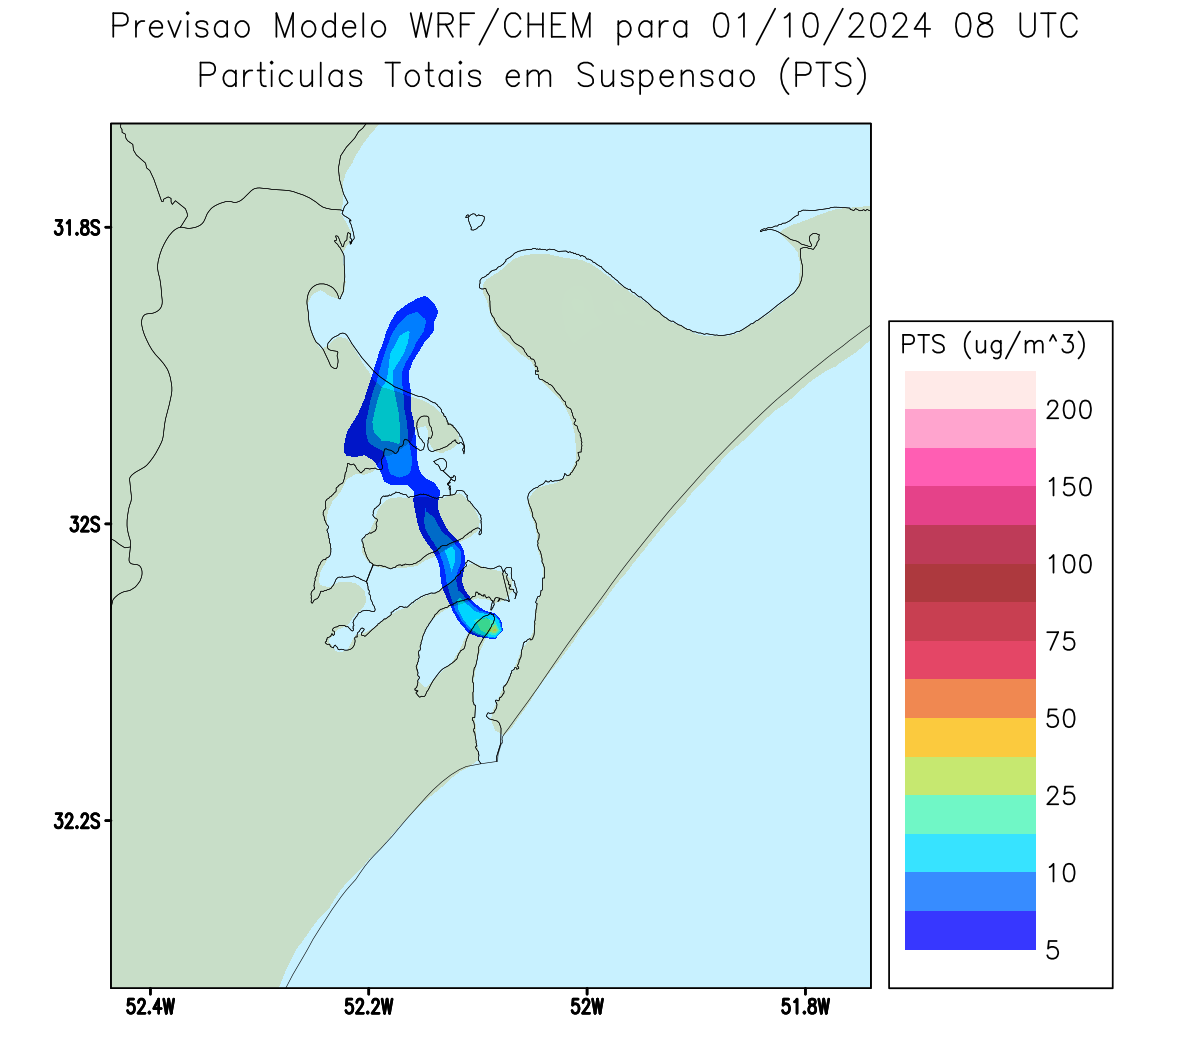 Previsao Modelo WRF/CHEM para 01/10/2024 08 UTC
Particulas Totais em Suspensao (PTS)
31.8S
32S
32.2S
52.4W
52.2W
52W
51.8W
PTS (ug/m^3)
200
150
100
75
50
25
10
5